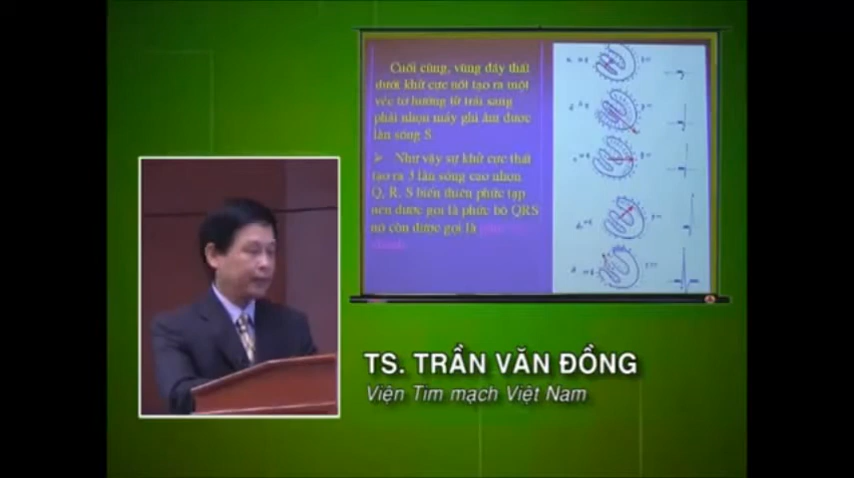 Cuối cùng, vùng đáy thất
dưới khử cực nốt tạo ra một
véc tơ hướng từ trái sang
phải nhọn máy ghi âm được
làn sóng S
➢ Như vậy sự khử cực thất
tạo ra 3 làn sóng cao nhọn
Q, R, S biến thiên phức tạp
nên được gọi là phức bộ QRS
nó còn được gọi là
TS. TRẦN VĂN ĐỒNG
Viện Tim mạch Việt Nam